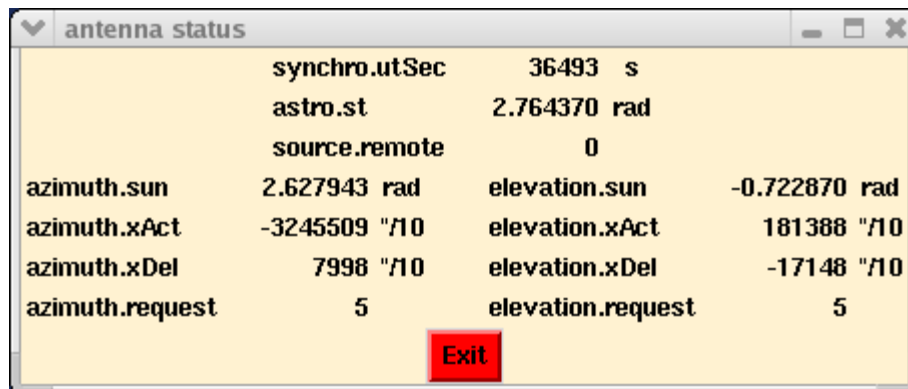 antenna status
synchro.utSec 36493 s
astro.st 2.764370 rad
source.remote 0
azimuth.sun 2.627943 rad elevation.sun -0.722870 rad
azimuth.xAct -3245509 "/10 elevation.xAct 181388 "/10
azimuth.xDel 7998 "/10 elevation.xDel -17148 "/10
azimuth.request 5 elevation.request 5
Exit